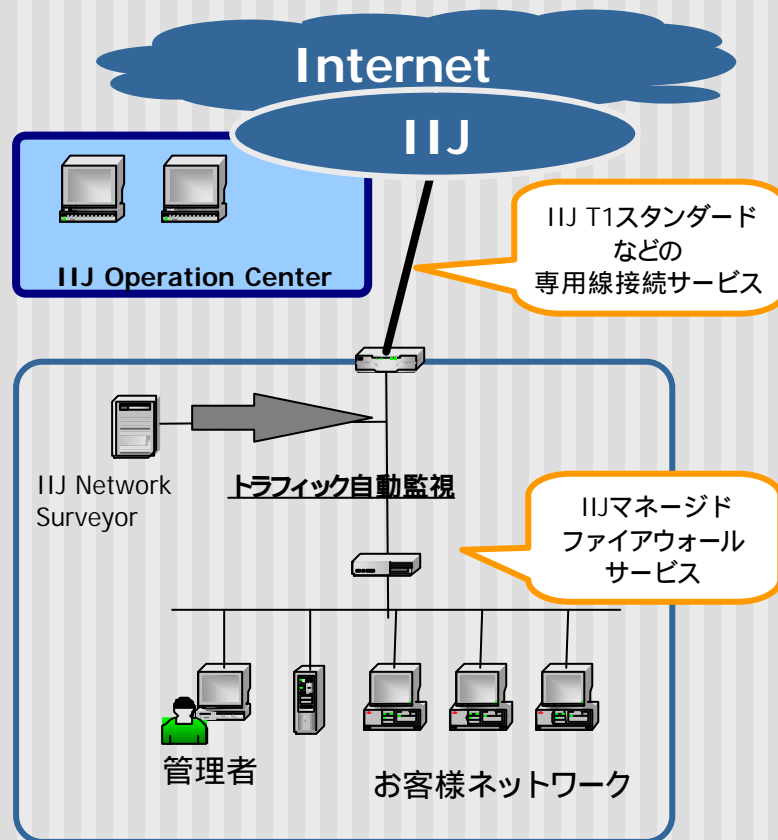 Internet
IIJ
IIJ Operation Center
IIJ T1スタンダード
などの
専用線接続サービス
IIJ Network
Surveyor
トラフィック自動監視
IIJマネージド
ファイアウォール
サービス
管理者
お客様ネットワーク